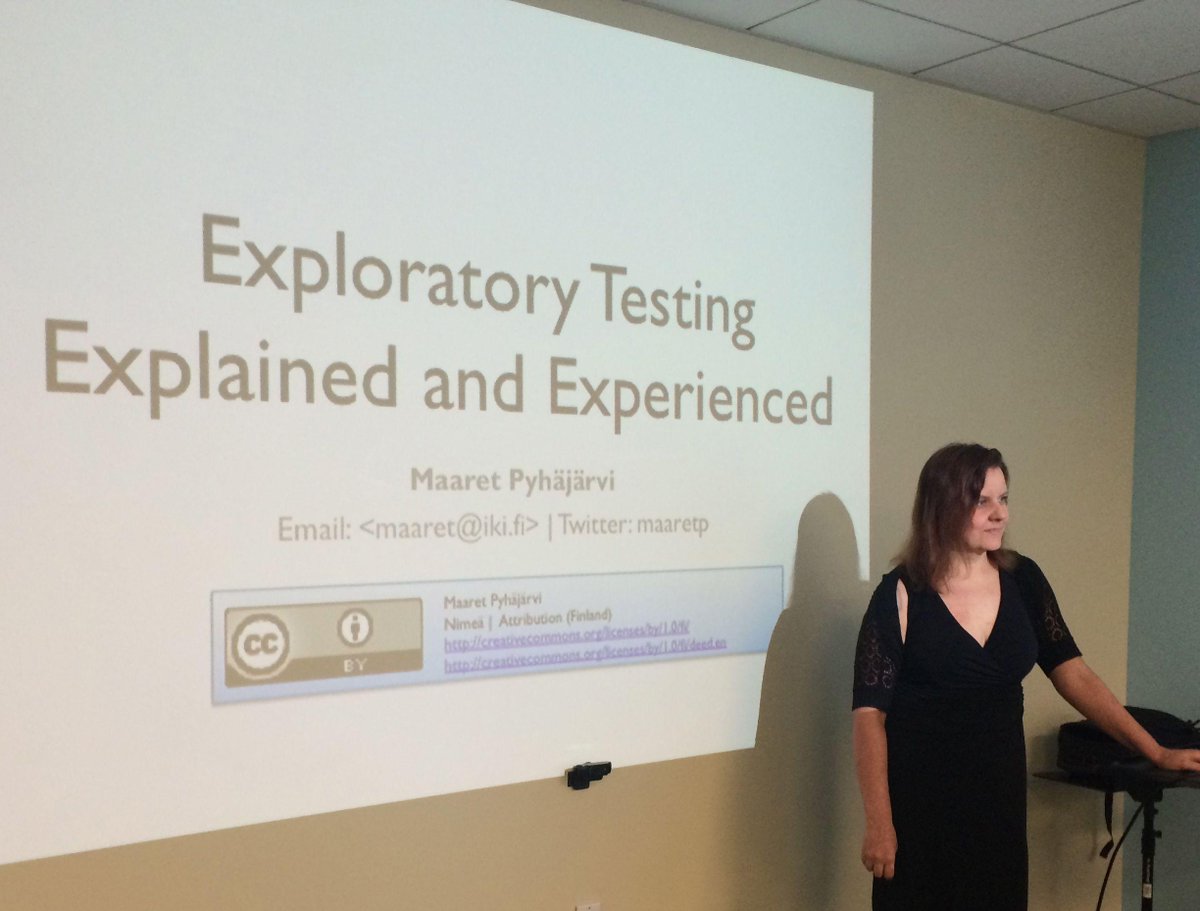 Exploratory Testing
Explained and Experienced
Maaret Pyhäjärvi
Email: <maaret@iki.fi> | Twitter: maaretp
Maaret Pyhäjärvi
Nimeä | Attribution (Finland)
http://creativecommons.org/licenses/by/1.0/fi/
http://creativecommons.org/licenses/by/1.0/fi/deed.en
CC
BY